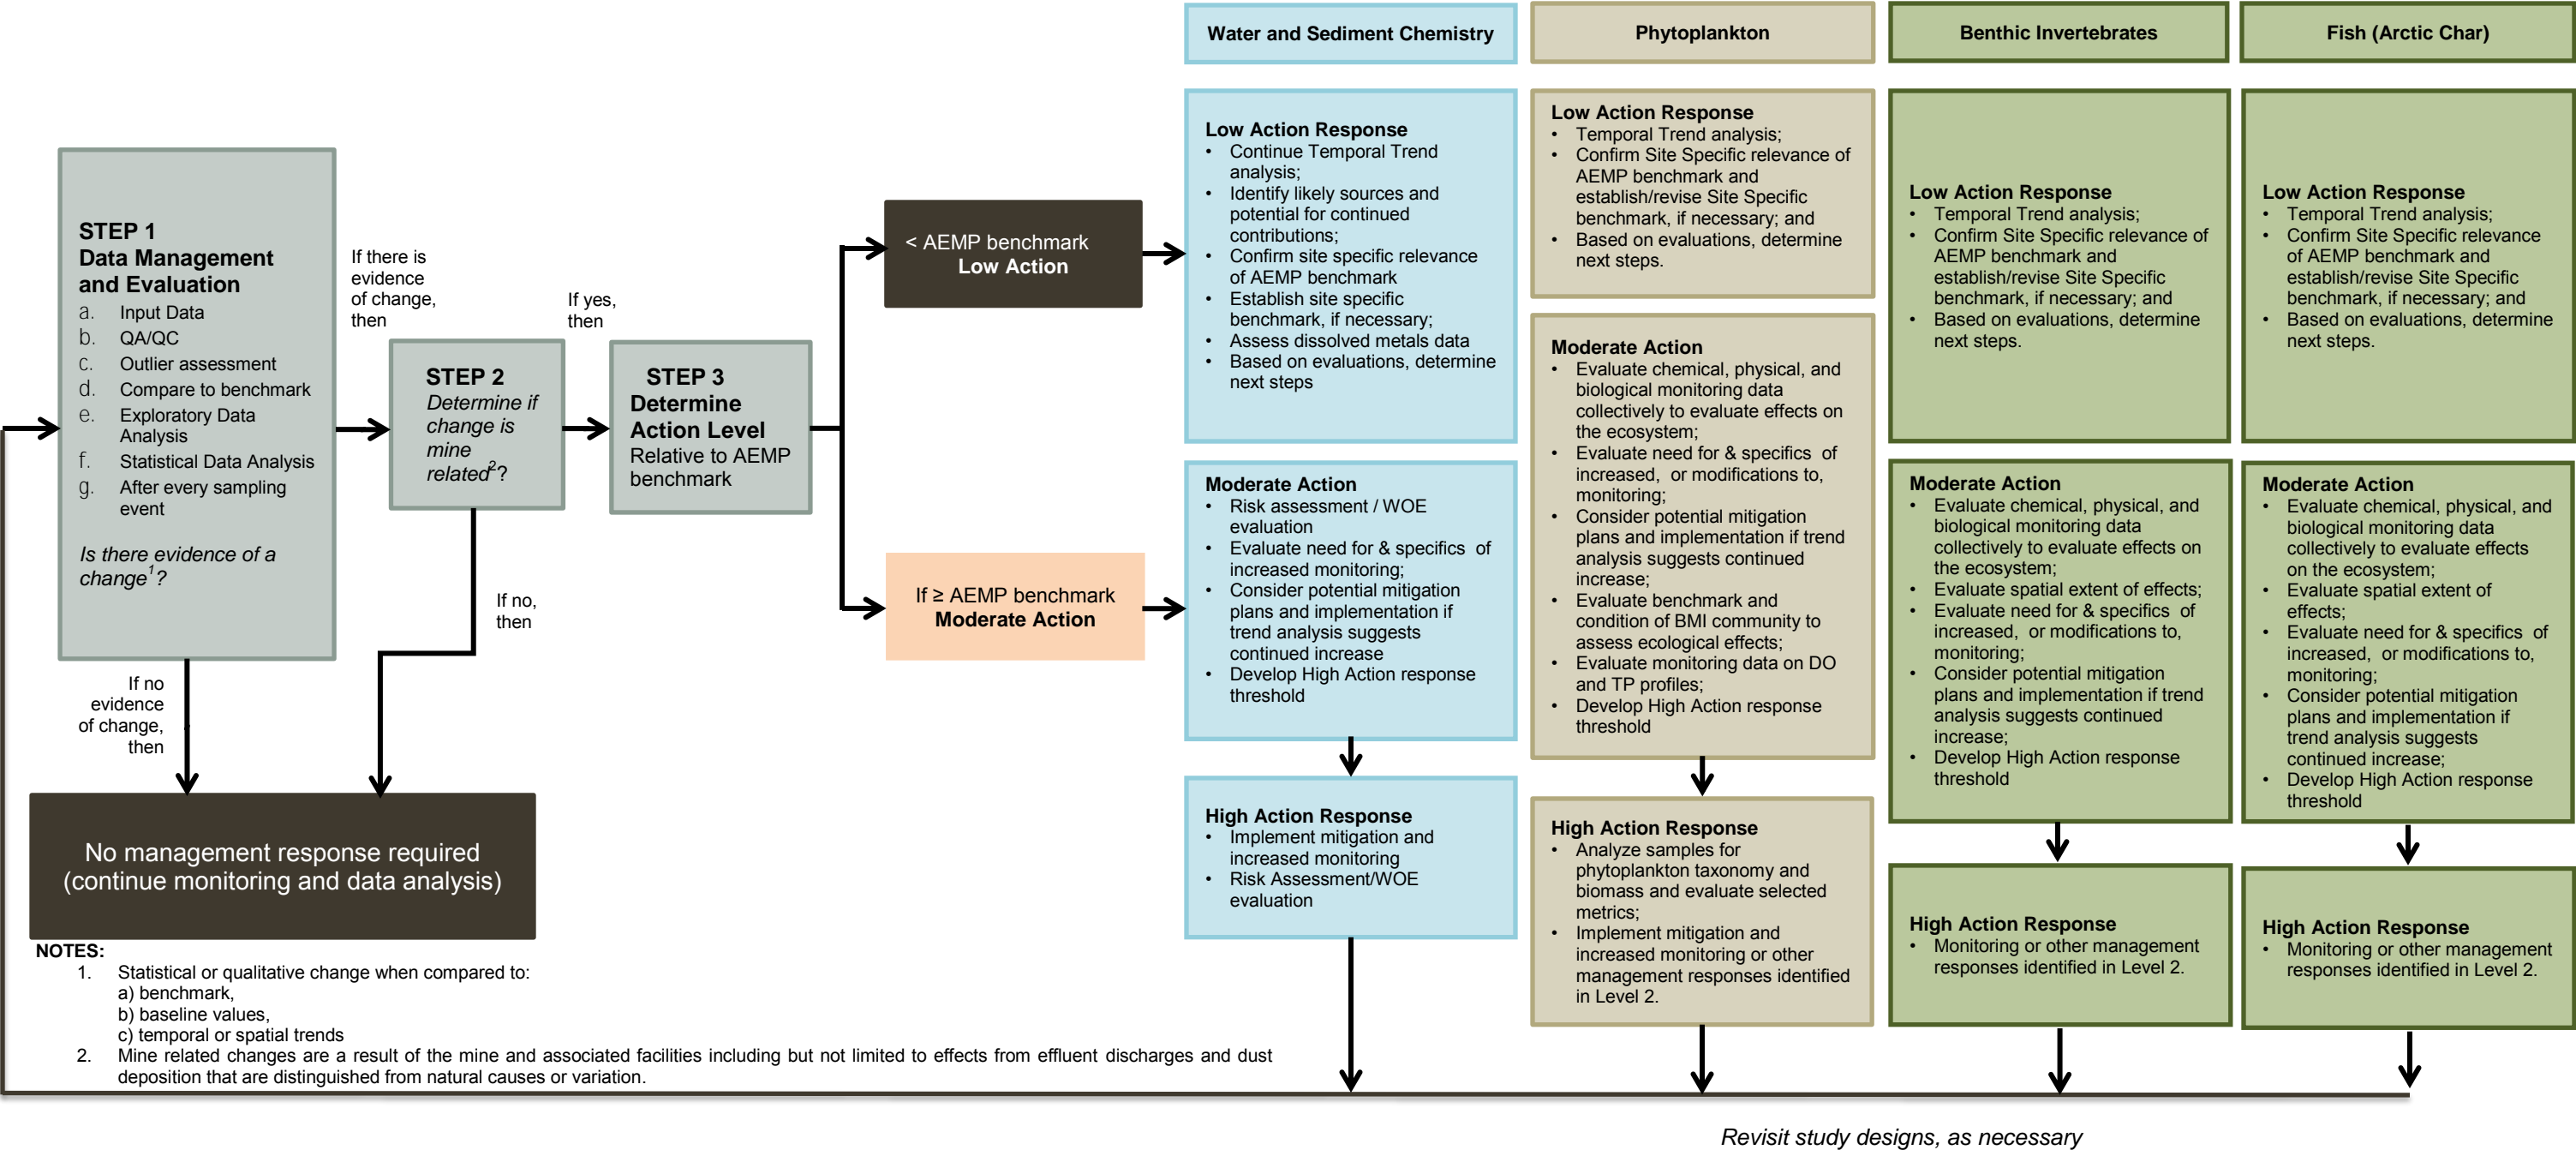 Water and Sediment Chemistry
Phytoplankton
Benthic Invertebrates
Fish (Arctic Char)
STEP 1
Data Management
and Evaluation
a. Input Data
b. QA/QC
c. Outlier assessment
d. Compare to benchmark
e. Exploratory Data
Analysis
f. Statistical Data Analysis
g. After every sampling
event
Is there evidence of a
change1?
If there is
evidence
of change,
then
STEP 2
Determine if
change is
mine
related2?
If yes,
then
STEP 3
Determine
Action Level
Relative to AEMP
benchmark
If no,
then
If no
evidence
of change,
then
No management response required
(continue monitoring and data analysis)
< AEMP benchmark
Low Action
If ≥ AEMP benchmark
Moderate Action
Low Action Response
• Continue Temporal Trend
analysis;
• Identify likely sources and
potential for continued
contributions;
• Confirm site specific relevance
of AEMP benchmark
• Establish site specific
benchmark, if necessary;
• Assess dissolved metals data
• Based on evaluations, determine
next steps
Moderate Action
• Risk assessment / WOE
evaluation
• Evaluate need for & specifics of
increased monitoring;
• Consider potential mitigation
plans and implementation if
trend analysis suggests
continued increase
• Develop High Action response
threshold
High Action Response
• Implement mitigation and
increased monitoring
• Risk Assessment/WOE
evaluation
Low Action Response
• Temporal Trend analysis;
• Confirm Site Specific relevance of
AEMP benchmark and
establish/revise Site Specific
benchmark, if necessary; and
• Based on evaluations, determine
next steps.
Moderate Action
• Evaluate chemical, physical, and
biological monitoring data
collectively to evaluate effects on
the ecosystem;
• Evaluate need for & specifics of
increased, or modifications to,
monitoring;
• Consider potential mitigation
plans and implementation if trend
analysis suggests continued
increase;
• Evaluate benchmark and
condition of BMI community to
assess ecological effects;
• Evaluate monitoring data on DO
and TP profiles;
• Develop High Action response
threshold
High Action Response
• Analyze samples for
phytoplankton taxonomy and
biomass and evaluate selected
metrics;
• Implement mitigation and
increased monitoring or other
management responses identified
in Level 2.
Low Action Response
• Temporal Trend analysis;
• Confirm Site Specific relevance of
AEMP benchmark and
establish/revise Site Specific
benchmark, if necessary; and
• Based on evaluations, determine
next steps.
Moderate Action
• Evaluate chemical, physical, and
biological monitoring data
collectively to evaluate effects on
the ecosystem;
• Evaluate spatial extent of effects;
• Evaluate need for & specifics of
increased, or modifications to,
monitoring;
• Consider potential mitigation
plans and implementation if trend
analysis suggests continued
increase;
• Develop High Action response
threshold
High Action Response
• Monitoring or other management
responses identified in Level 2.
Low Action Response
• Temporal Trend analysis;
• Confirm Site Specific relevance
of AEMP benchmark and
establish/revise Site Specific
benchmark, if necessary; and
• Based on evaluations, determine
next steps.
Moderate Action
• Evaluate chemical, physical, and
biological monitoring data
collectively to evaluate effects
on the ecosystem;
• Evaluate spatial extent of
effects;
• Evaluate need for & specifics of
increased, or modifications to,
monitoring;
• Consider potential mitigation
plans and implementation if
trend analysis suggests
continued increase;
• Develop High Action response
threshold
High Action Response
• Monitoring or other management
responses identified in Level 2.
NOTES:
1. Statistical or qualitative change when compared to:
a) benchmark,
b) baseline values,
c) temporal or spatial trends
2. Mine related changes are a result of the mine and associated facilities including but not limited to effects from effluent discharges and dust
deposition that are distinguished from natural causes or variation.
Revisit study designs, as necessary